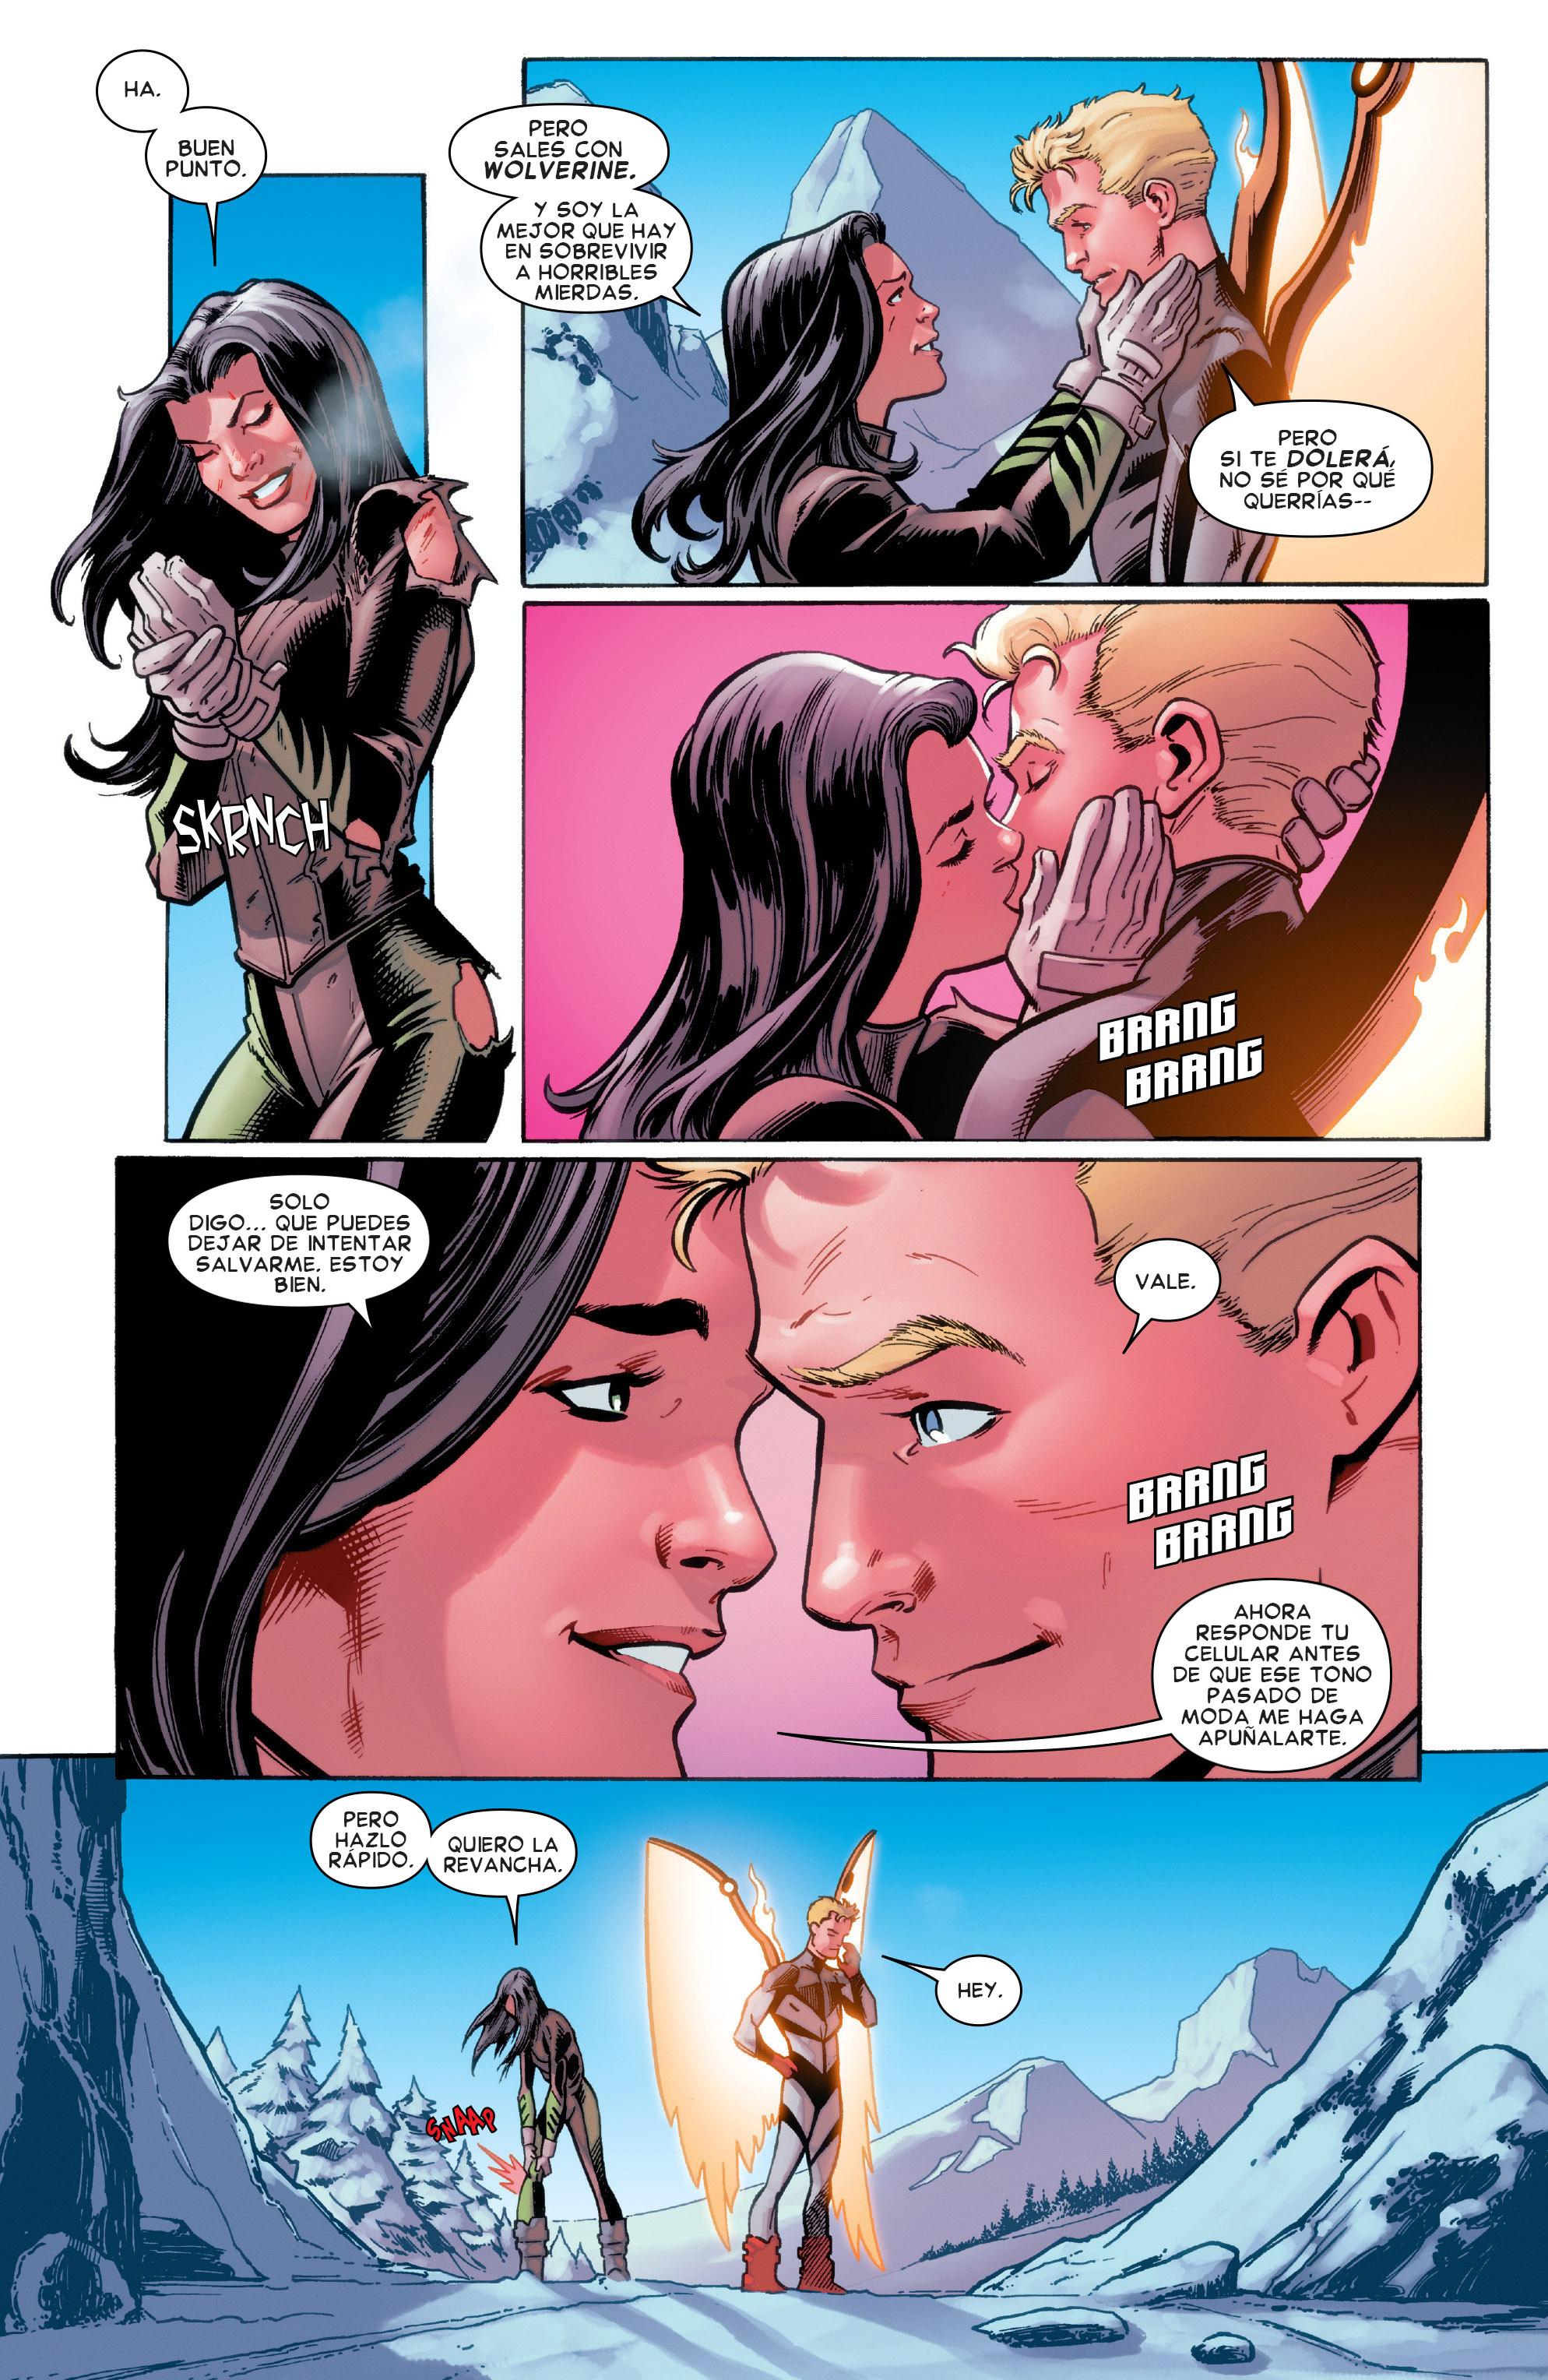 HA.
BUEN
PUNTO.
SKRNCH
PERO
SALES CON
WOLVERINE.
Y SOY LA
MEJOR QUE HAY
EN SOBREVIVIR
A HORRIBLES
MIERDAS.
PERO
SI TE DOLERÁ,
NO SÉ POR QUÉ
QUERRÍAS--
BRRNG
BRRNG
SOLO
DIGO... QUE PUEDES
DEJAR DE INTENTAR
SALVARME. ESTOY
BIEN.
VALE.
BRRNG
BRRNG
AHORA
RESPONDE TU
CELULAR ANTES
DE QUE ESE TONO
PASADO DE
MODA ME HAGA
APUÑALARTE.
PERO
HAZLO
RÁPIDO.
QUIERO LA
REVANCHA.
HEY.
SNAAP